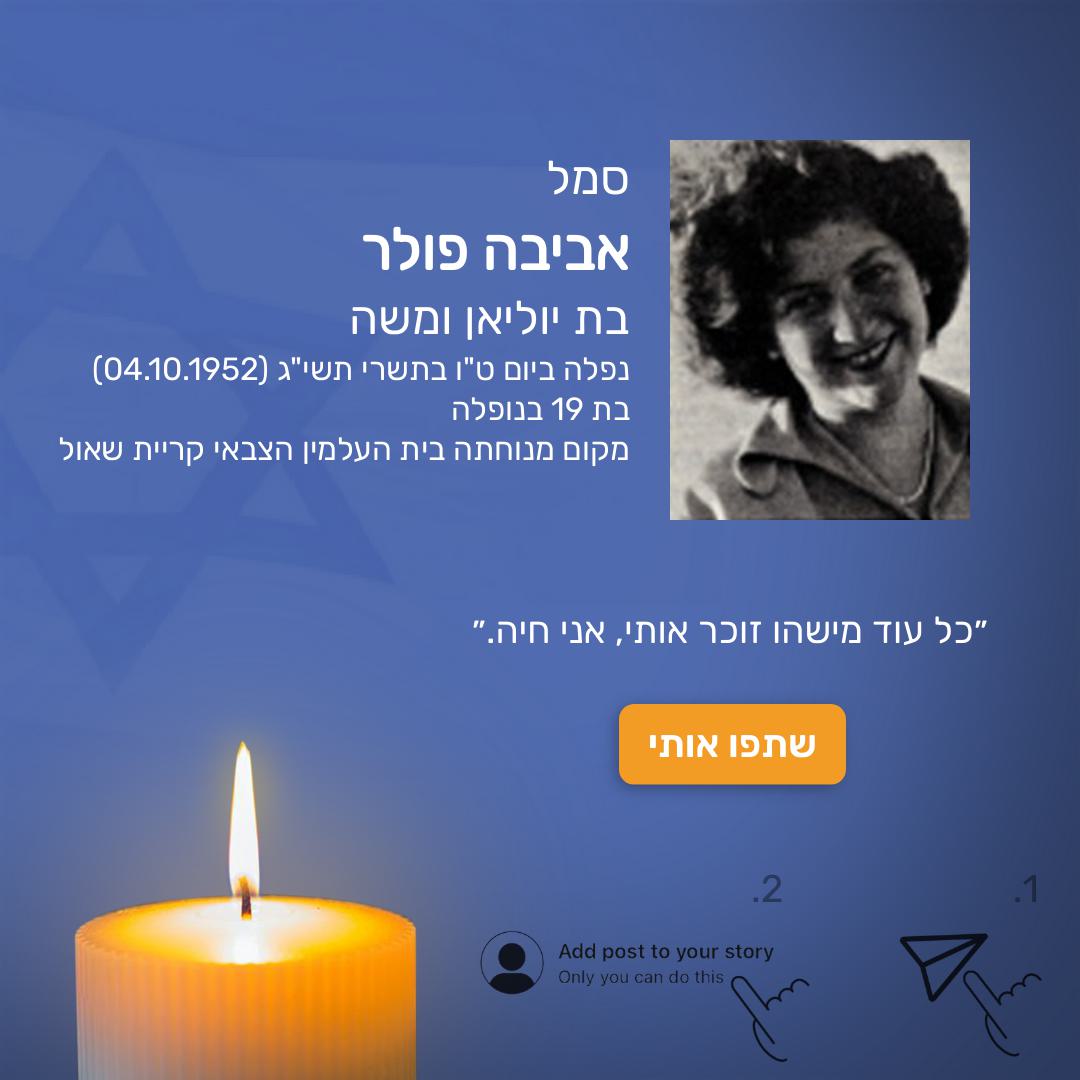 סמל
אביבה פולר
בת יוליאן ומשה
נפלה ביום ט"ו בתשרי תשי"ג (04.10.1952)
בת 19 בנופלה
מקום מנוחתה בית העלמין הצבאי קריית שאול
״כל עוד מישהו זוכר אותי, אני חיה.״
שתפו אותי
.1
.2
Add post to your story
Only you can do this